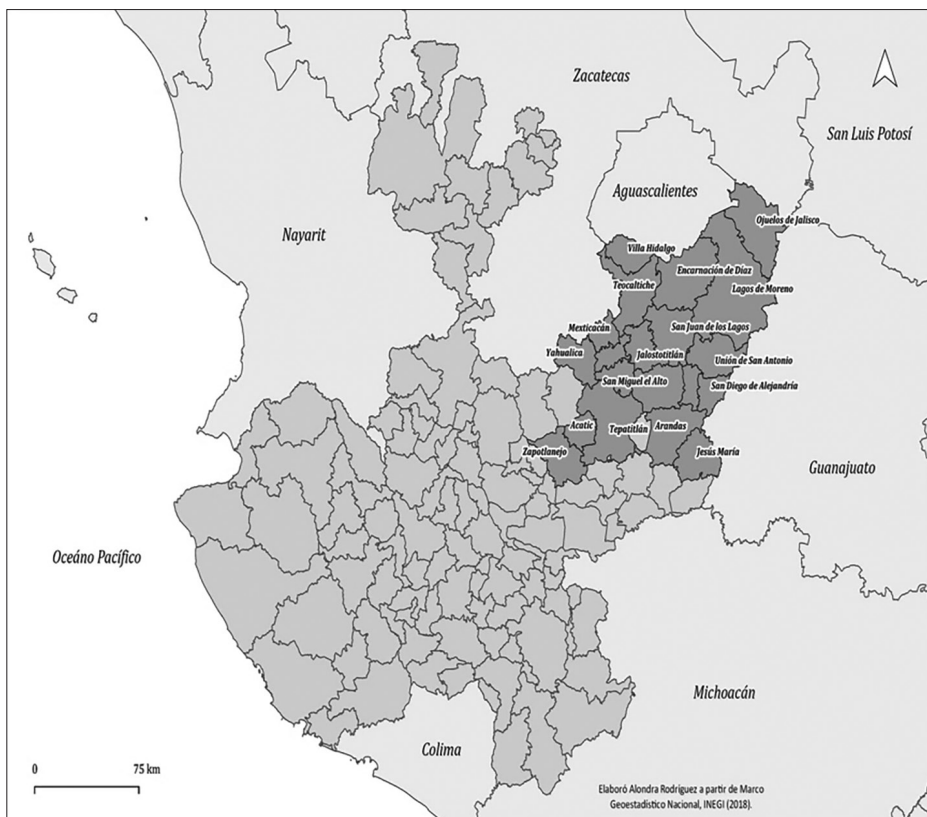 Zacatecas
San Luis Potosí
Aguascalientes
Ojuelos de Jalisco
Nayarit
Villa Hidalgo
Encarnación de Díaz
Teocaltiche
Lagos de Moreno
Mexticacán
San Juan de los Lagos
Yahualica
Jalostotitlán
Unión de San Antonio
San Miguel el Alto
San Diego de Alejandría
Acatic
Tepatitlán
Arandas
Zapotlanejo
Jesús María
Guanajuato
Oceáno Pacífico
Michoacán
Colima
0 75 km
Elaboró Alondra Rodríguez a partir de Marco
Geoestadístico Nacional, INEGI (2018).